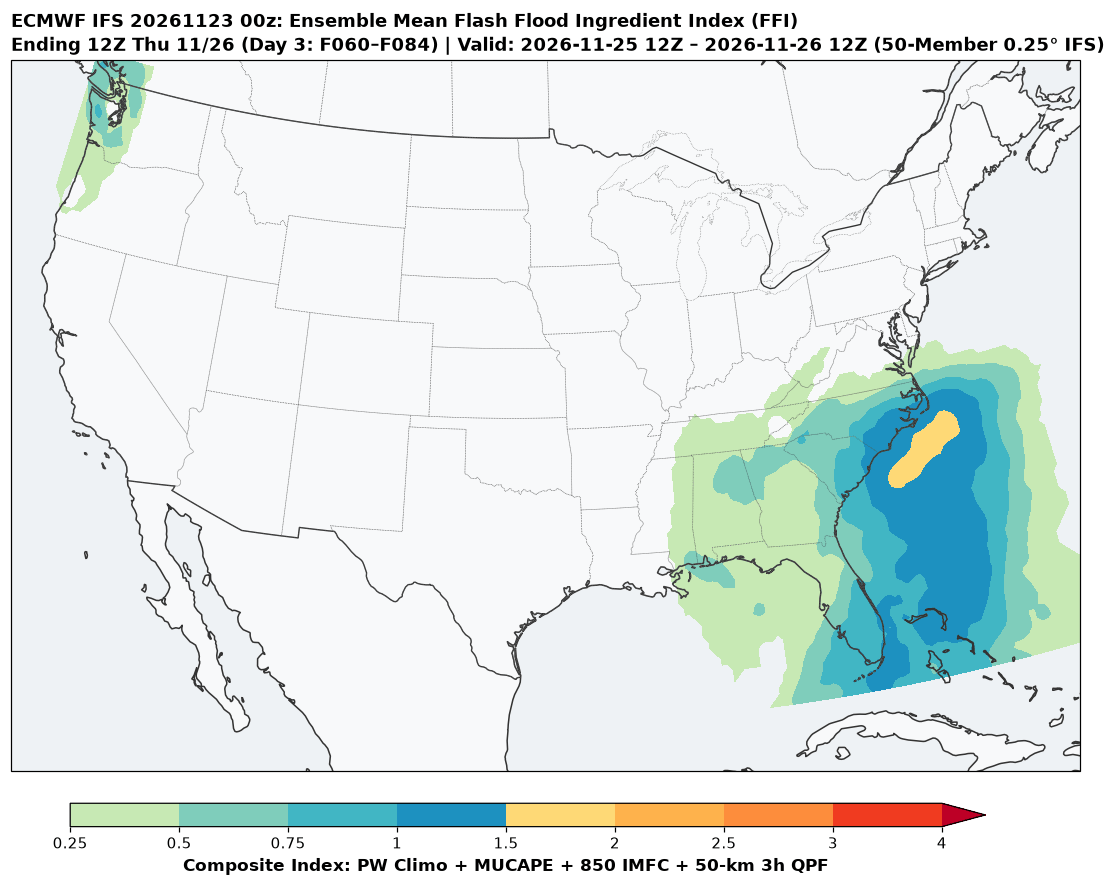 ECMWF IFS 20261123 00z: Ensemble Mean Flash Flood Ingredient Index (FFI)
Ending 12Z Thu 11/26 (Day 3: F060–F084) | Valid: 2026-11-25 12Z – 2026-11-26 12Z (50-Member 0.25° IFS)
0.25 0.5 0.75 1 1.5 2 2.5 3 4
Composite Index: PW Climo + MUCAPE + 850 IMFC + 50-km 3h QPF